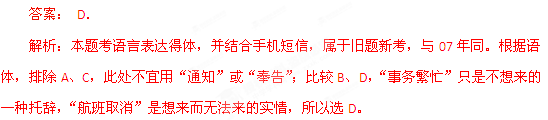 答案： D.
解析：本题考语言表达得体，并结合手机短信，属于旧题新考，与 07 年同。根据语
体，排除 A、C，此处不宜用“通知”或“奉告”；比较 B、D，“事务繁忙”只是不想来的
一种托辞，“航班取消”是想来而无法来的实情，所以选 D。